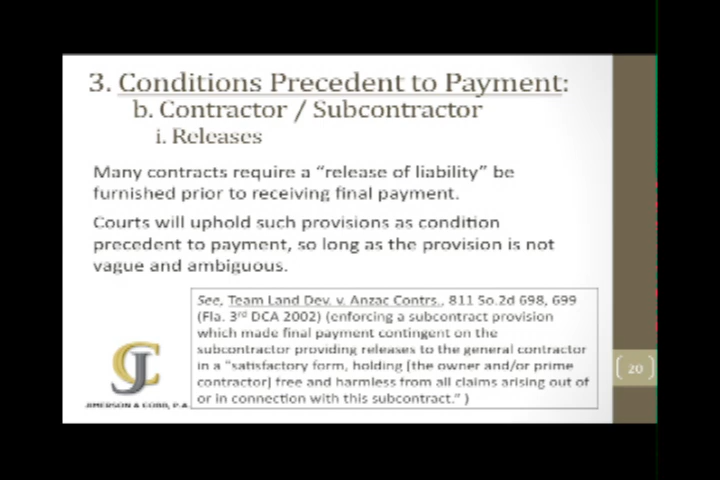 3. Conditions Precedent to Payment:
b. Contractor / Subcontractor
i. Releases
Many contracts require a “release of liability” be
furnished prior to receiving final payment.
Courts will uphold such provisions as condition
precedent to payment, so long as the provision is not
vague and ambiguous.
See, Team Land Dev. v. Anzac Contrs., 811 So.2d 698, 699
(Fla. 3rd DCA 2002) (enforcing a subcontract provision
which made final payment contingent on the
subcontractor providing releases to the general contractor
in a “satisfactory form, holding [the owner and/or prime
contractor] free and harmless from all claims arising out of
or in connection with this subcontract.” )
JIMERSON & COBB, P.A.
20